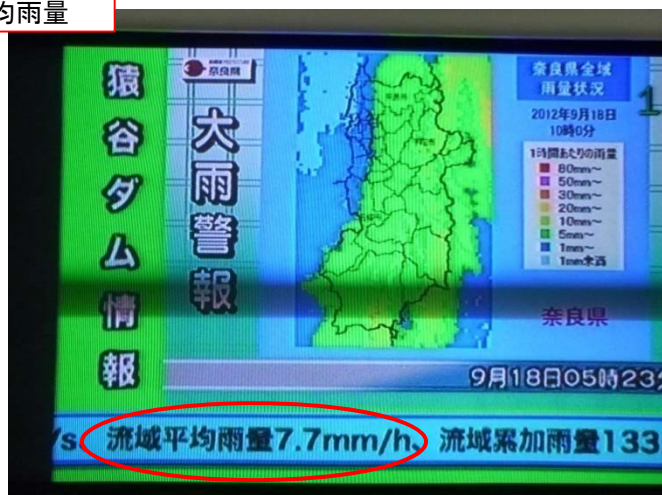 均雨量
猿谷ダム情報
奈良県
大雨警報
奈良県全域
雨量状況
2012年9月18日
10時0分
1時間あたりの雨量
80mm~
50mm~
30mm~
20mm~
10mm~
5mm~
1mm~
1mm未満
奈良県
9月18日05時23
/s 流域平均雨量7.7mm/h、流域累加雨量133